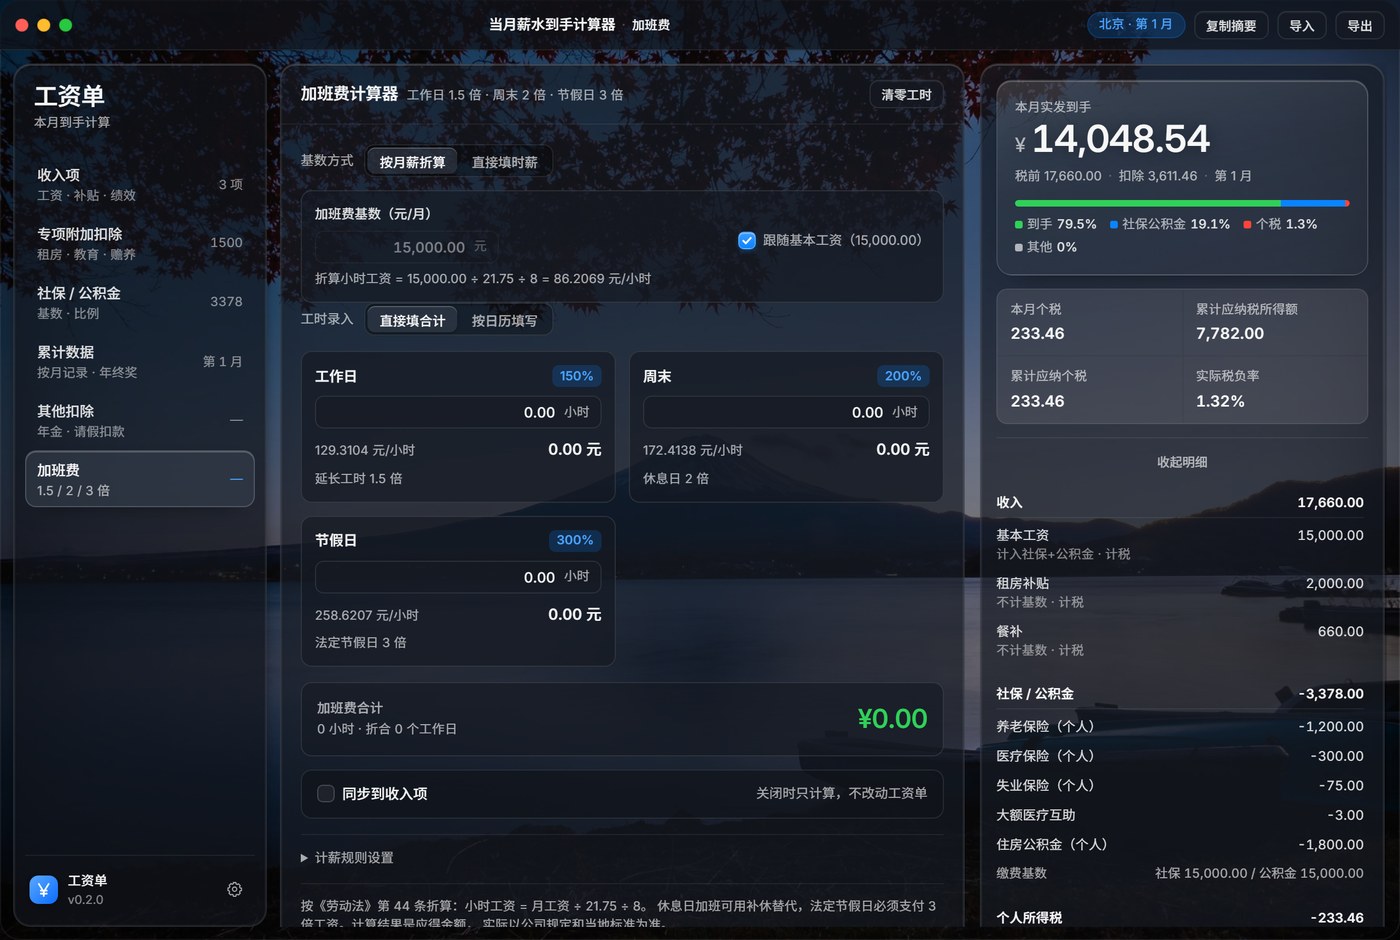 当月薪水到手计算器 · 加班费
北京 · 第 1 月
复制摘要
导入
导出
工资单
本月到手计算
收入项
工资 · 补贴 · 绩效
3 项
专项附加扣除
租房 · 教育 · 赡养
1500
社保 / 公积金
基数 · 比例
3378
累计数据
按月记录 · 年终奖
第 1 月
其他扣除
年金 · 请假扣款
—
加班费
1.5 / 2 / 3 倍
—
¥
工资单
v0.2.0
加班费计算器 工作日 1.5 倍 · 周末 2 倍 · 节假日 3 倍
清零工时
基数方式 按月薪折算 直接填时薪
加班费基数（元/月）
15,000.00 元
跟随基本工资（15,000.00）
折算小时工资 = 15,000.00 ÷ 21.75 ÷ 8 = 86.2069 元/小时
工时录入 直接填合计 按日历填写
工作日 150%
0.00 小时
129.3104 元/小时 0.00 元
延长工时 1.5 倍
周末 200%
0.00 小时
172.4138 元/小时 0.00 元
休息日 2 倍
节假日 300%
0.00 小时
258.6207 元/小时 0.00 元
法定节假日 3 倍
加班费合计
0 小时 · 折合 0 个工作日
¥0.00
同步到收入项
关闭时只计算，不改动工资单
计薪规则设置
按《劳动法》第 44 条折算：小时工资 = 月工资 ÷ 21.75 ÷ 8。 休息日加班可用补休替代，法定节假日必须支付 3
倍工资。计算结果是应得金额，实际以公司规定和当地标准为准。
本月实发到手
¥ 14,048.54
税前 17,660.00 · 扣除 3,611.46 · 第 1 月
到手 79.5% 社保公积金 19.1% 个税 1.3%
其他 0%
本月个税
233.46
累计应纳税所得额
7,782.00
累计应纳个税
233.46
实际税负率
1.32%
收起明细
收入 17,660.00
基本工资 15,000.00
计入社保+公积金 · 计税
租房补贴 2,000.00
不计基数 · 计税
餐补 660.00
不计基数 · 计税
社保 / 公积金 -3,378.00
养老保险（个人） -1,200.00
医疗保险（个人） -300.00
失业保险（个人） -75.00
大额医疗互助 -3.00
住房公积金（个人） -1,800.00
缴费基数 社保 15,000.00 / 公积金 15,000.00
个人所得税 -233.46